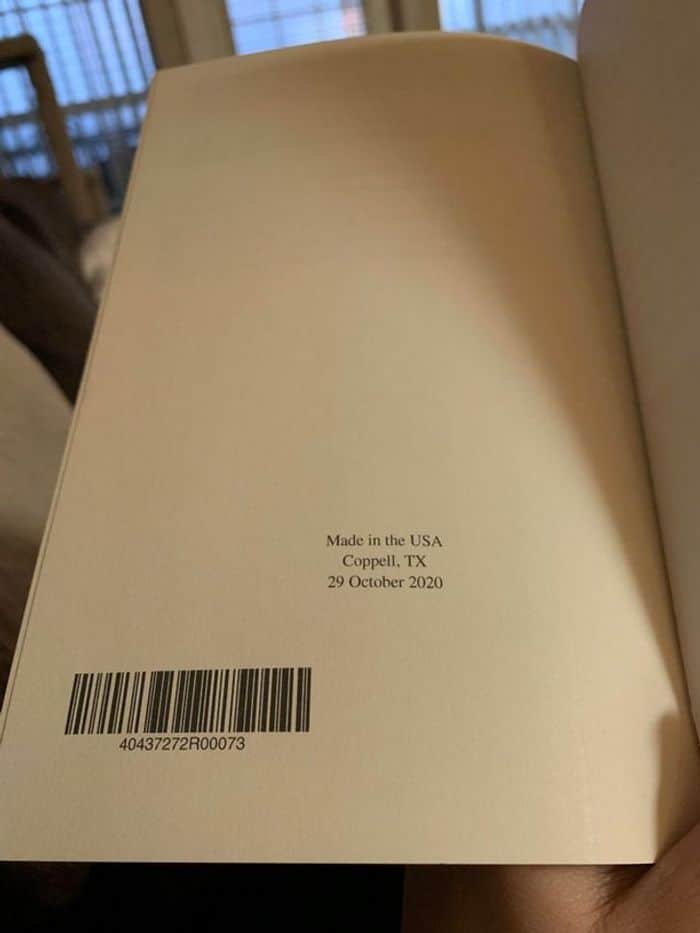 Made in the USA
Coppell, TX
29 October 2020
40437272R00073